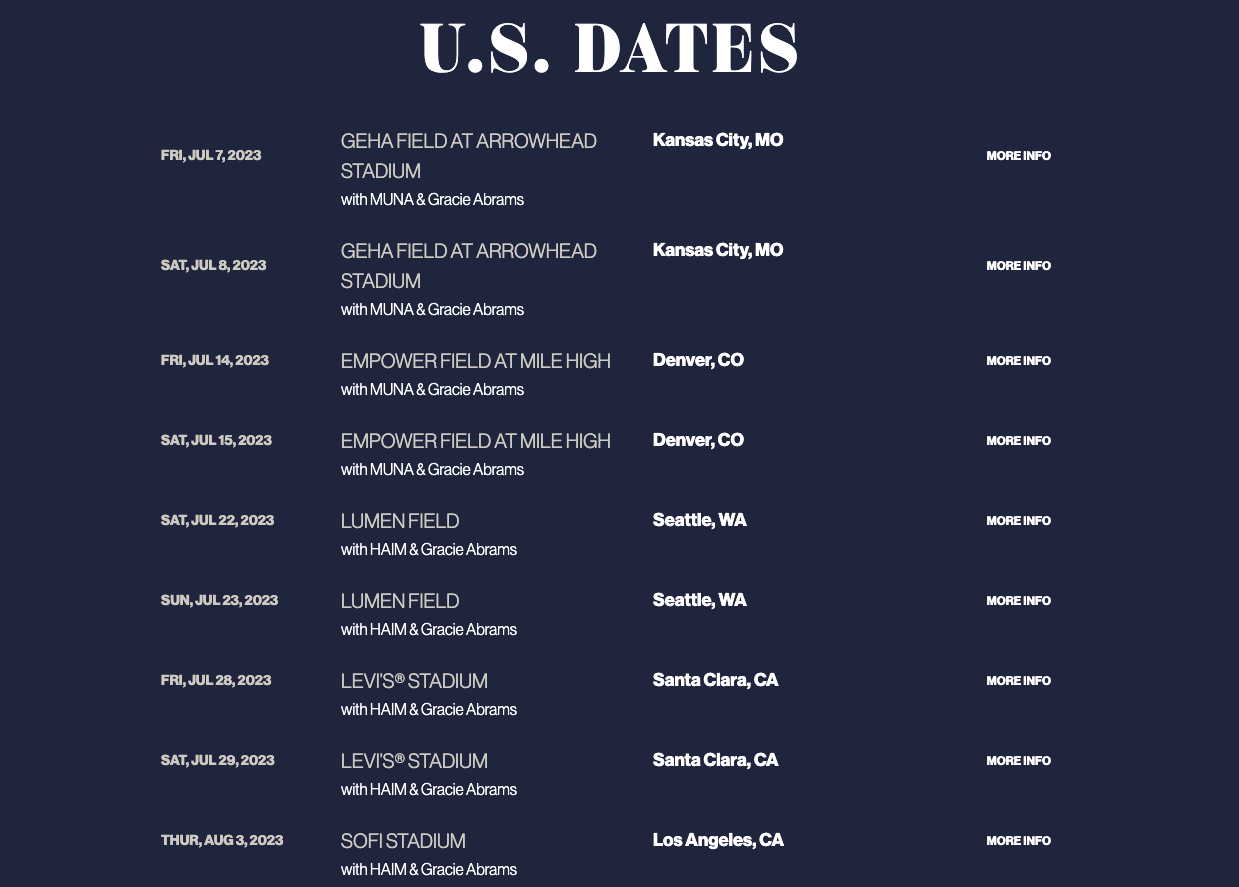 U.S. DATES
FRI, JUL 7, 2023
GEHA FIELD AT ARROWHEAD
STADIUM
with MUNA & Gracie Abrams
Kansas City, MO
MORE INFO
SAT, JUL 8, 2023
GEHA FIELD AT ARROWHEAD
STADIUM
with MUNA & Gracie Abrams
Kansas City, MO
MORE INFO
FRI, JUL 14, 2023
EMPOWER FIELD AT MILE HIGH
with MUNA & Gracie Abrams
Denver, CO
MORE INFO
SAT, JUL 15, 2023
EMPOWER FIELD AT MILE HIGH
with MUNA & Gracie Abrams
Denver, CO
MORE INFO
SAT, JUL 22, 2023
LUMEN FIELD
with HAIM & Gracie Abrams
Seattle, WA
MORE INFO
SUN, JUL 23, 2023
LUMEN FIELD
with HAIM & Gracie Abrams
Seattle, WA
MORE INFO
FRI, JUL 28, 2023
LEVI'S® STADIUM
with HAIM & Gracie Abrams
Santa Clara, CA
MORE INFO
SAT, JUL 29, 2023
LEVI'S® STADIUM
with HAIM & Gracie Abrams
Santa Clara, CA
MORE INFO
THUR, AUG 3, 2023
SOFI STADIUM
with HAIM & Gracie Abrams
Los Angeles, CA
MORE INFO